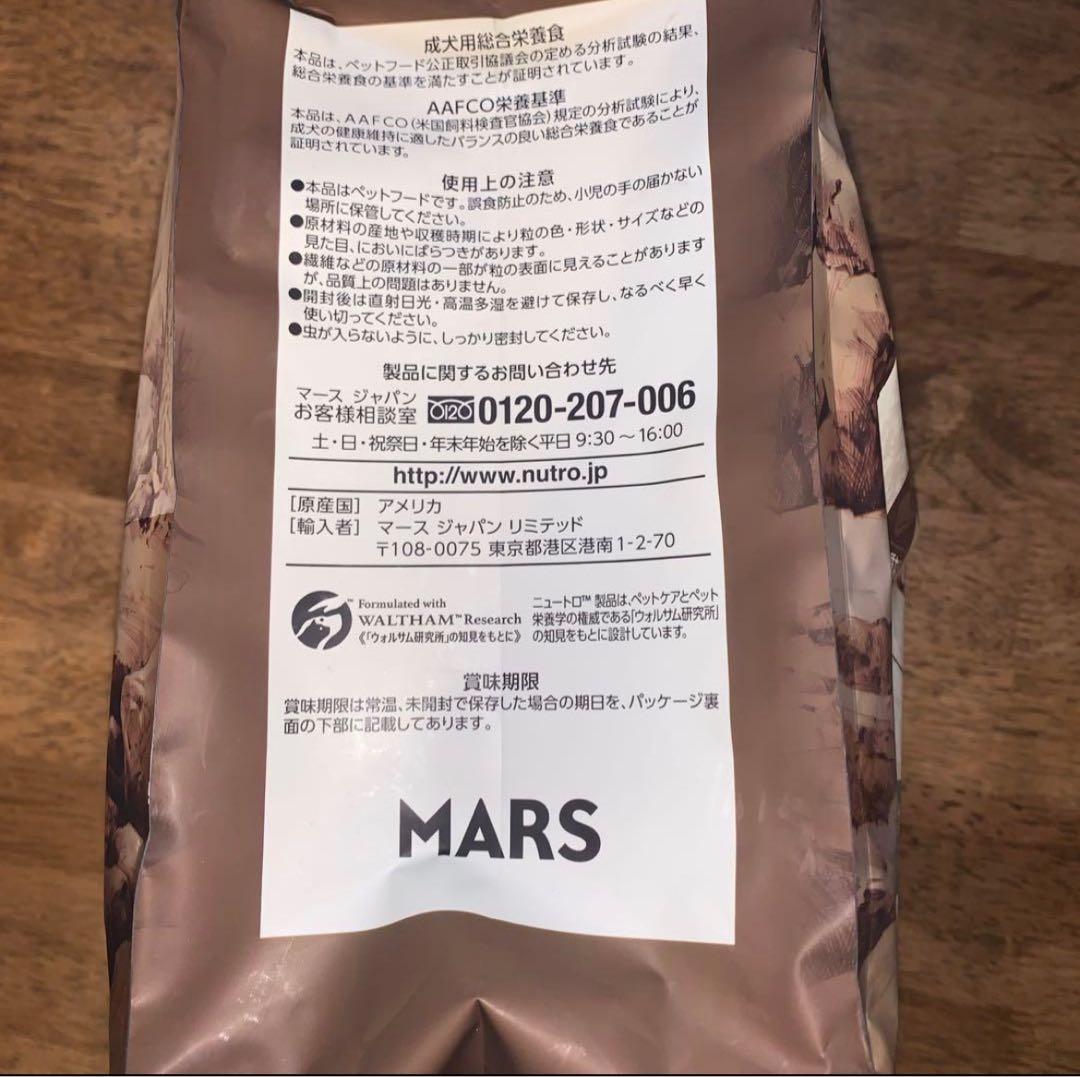 成犬用総合栄養食
本品は、ペットフード公正取引協議会の定める分析試験の結果、
総合栄養食の基準を満たすことが証明されています。
AAFCO栄養基準
本品は、AAFCO(米国飼料検査官協会)規定の分析試験により、
成犬の健康維持に適したバランスの良い総合栄養食であることが
証明されています。
使用上の注意
●本品はペットフードです。誤食防止のため、小児の手の届かない
場所に保管してください。
●原材料の産地や収穫時期により粒の色・形状・サイズなどの
見た目、においにばらつきがあります。
●繊維などの原材料の一部が粒の表面に見えることがあります
が、品質上の問題はありません。
●開封後は直射日光・高温多湿を避けて保存し、なるべく早く
使い切ってください。
●虫が入らないように、しっかり密封してください。
製品に関するお問い合わせ先
マース ジャパン
お客様相談室 0120 0120-207-006
土・日・祝祭日・年末年始を除く平日 9:30 〜 16:00
http://www.nutro.jp
[原産国] アメリカ
[輸入者] マース ジャパン リミテッド
〒108-0075 東京都港区港南1-2-70
Formulated with
WALTHAM™ Research
《「ウォルサム研究所」の知見をもとに》
ニュートロ™ 製品は、ペットケアとペット
栄養学の権威である「ウォルサム研究所」
の知見をもとに設計しています。
賞味期限
賞味期限は常温、未開封で保存した場合の期日を、パッケージ裏
面の下部に記載してあります。
MARS